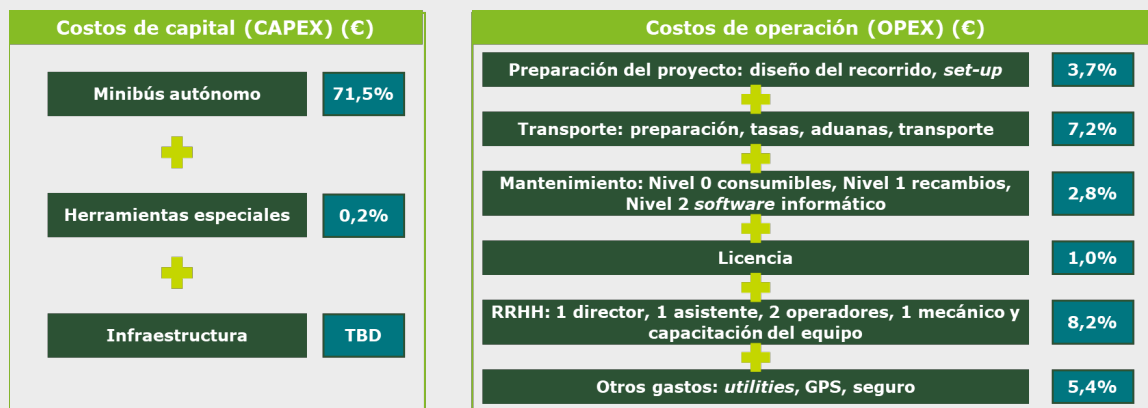 Costos de capital (CAPEX) (€)
Minibús autónomo
71,5%
Herramientas especiales
0,2%
Infraestructura
TBD
Costos de operación (OPEX) (€)
Preparación del proyecto: diseño del recorrido, set-up
3,7%
Transporte: preparación, tasas, aduanas, transporte
7,2%
Mantenimiento: Nivel 0 consumibles, Nivel 1 recambios,
Nivel 2 software informático
2,8%
Licencia
1,0%
RRHH: 1 director, 1 asistente, 2 operadores, 1 mecánico y
capacitación del equipo
8,2%
Otros gastos: utilities, GPS, seguro
5,4%